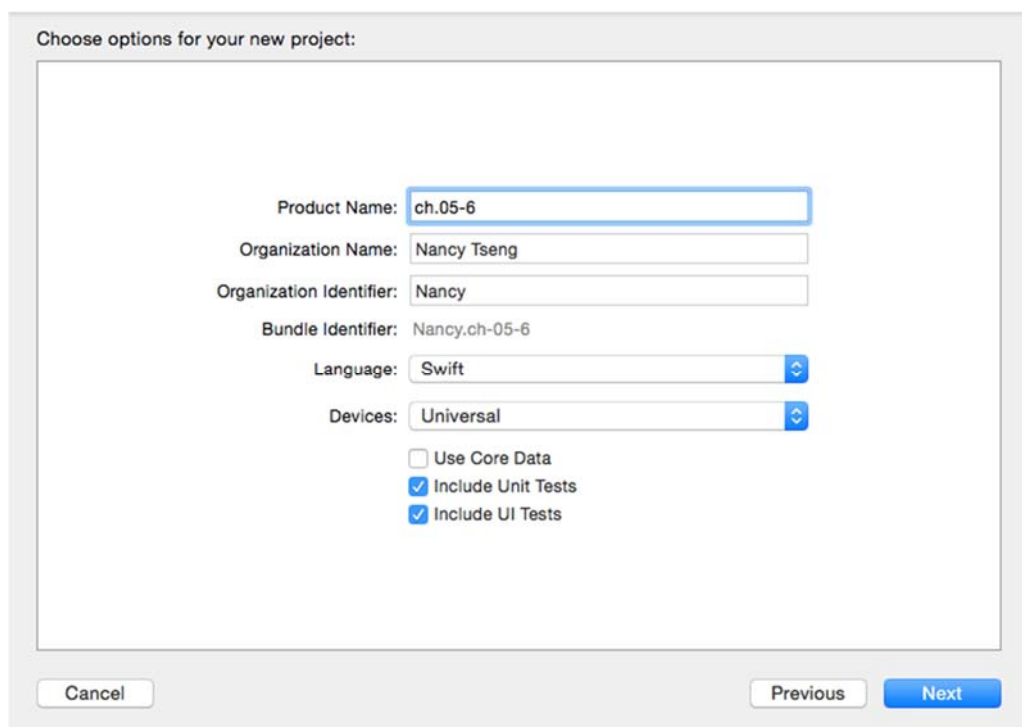 Choose options for your new project:
Product Name: ch.05-6
Organization Name: Nancy Tseng
Organization Identifier: Nancy
Bundle Identifier: Nancy.ch-05-6
Language: Swift
Devices: Universal
Use Core Data
Include Unit Tests
Include UI Tests
Cancel Previous Next